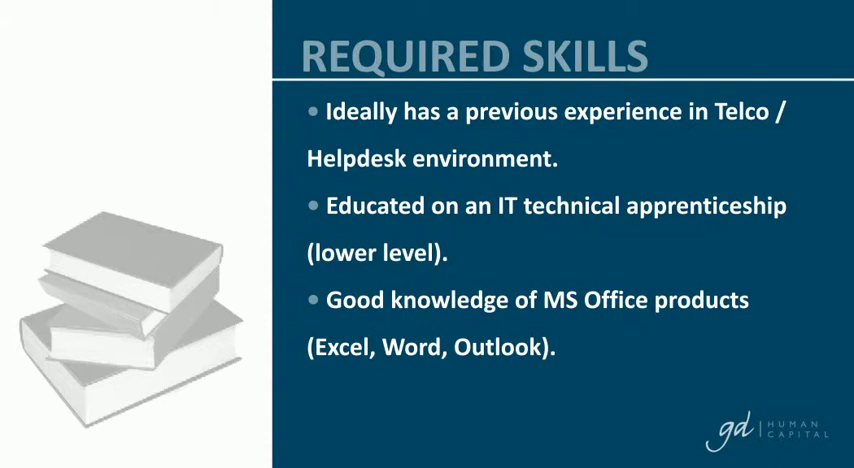 REQUIRED SKILLS
• Ideally has a previous experience in Telco /
Helpdesk environment.
• Educated on an IT technical apprenticeship
(lower level).
• Good knowledge of MS Office products
(Excel, Word, Outlook).
gd | HUMAN
CAPITAL